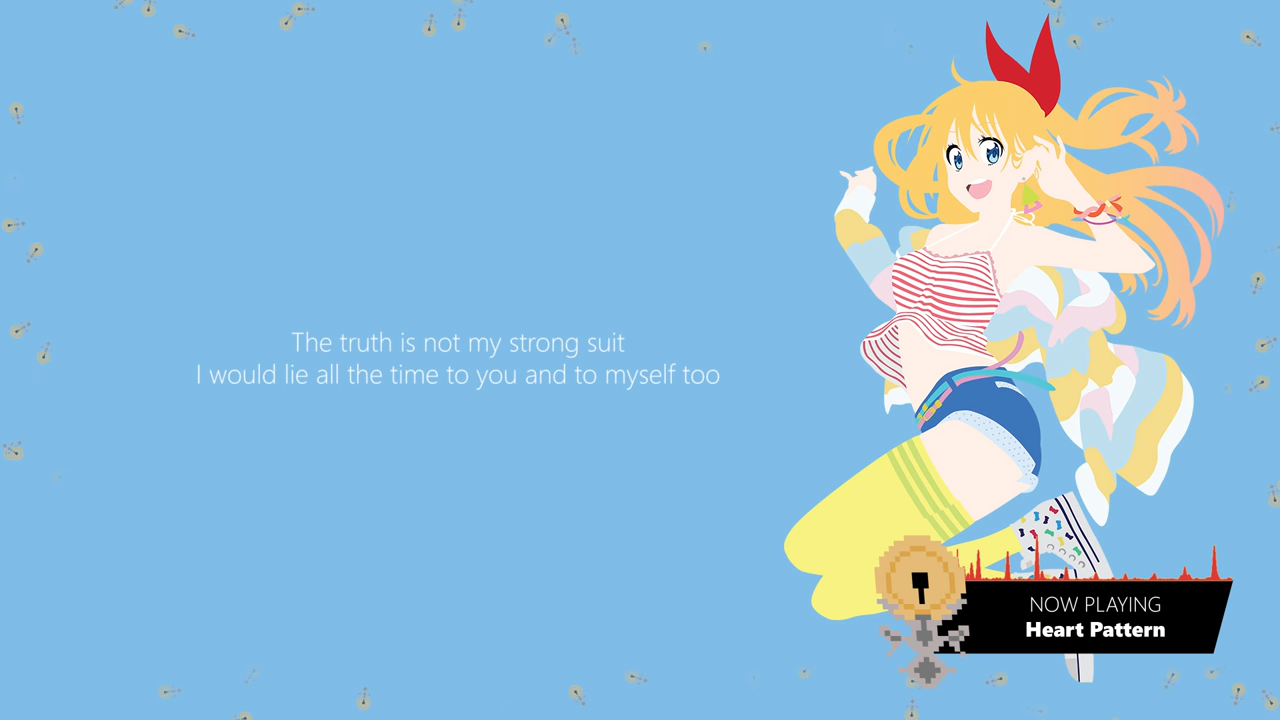 The truth is not my strong suit
I would lie all the time to you and to myself too
NOW PLAYING
Heart Pattern